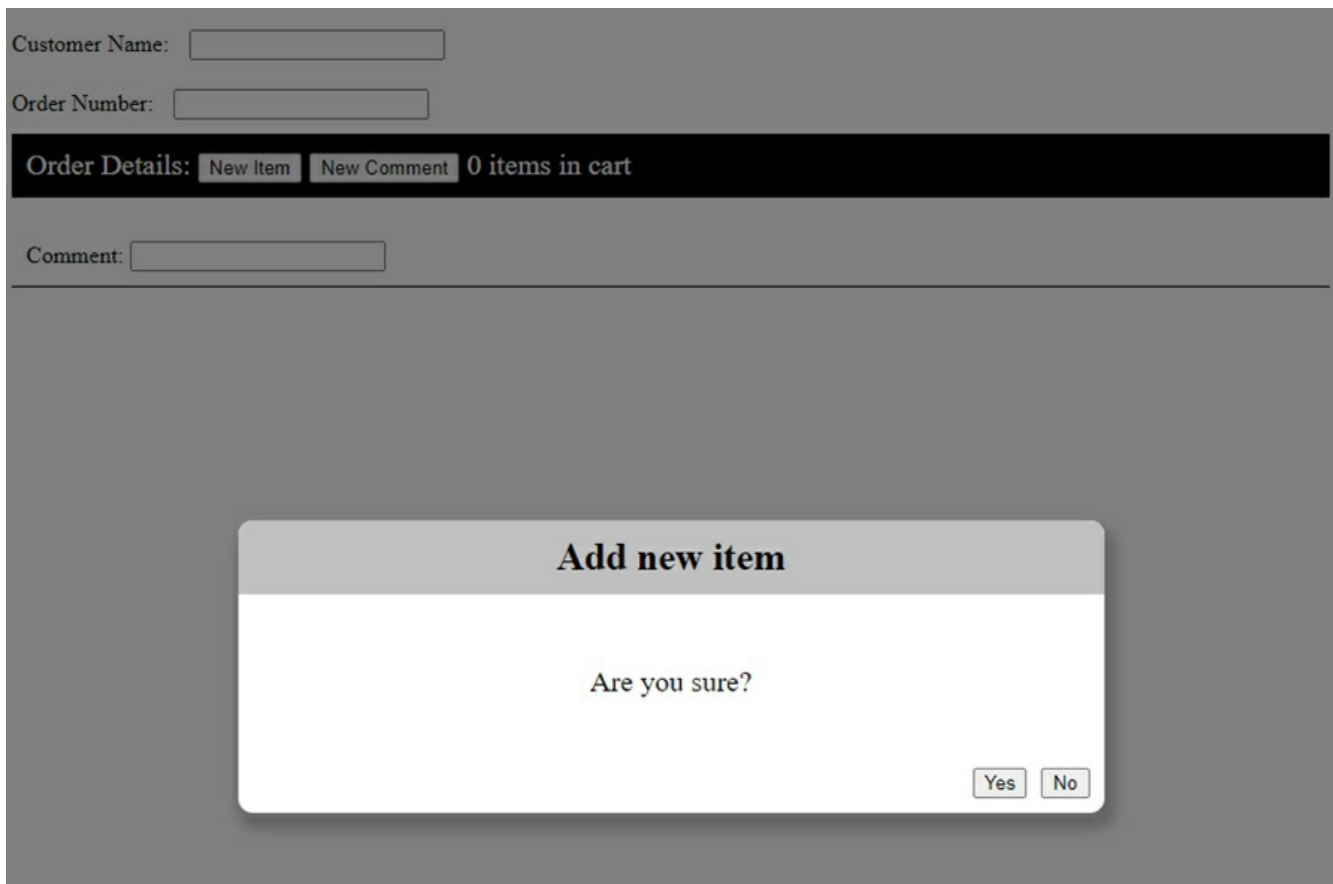 Customer Name:
Order Number:
Order Details: New Item New Comment 0 items in cart
Comment:
Add new item
Are you sure?
Yes No